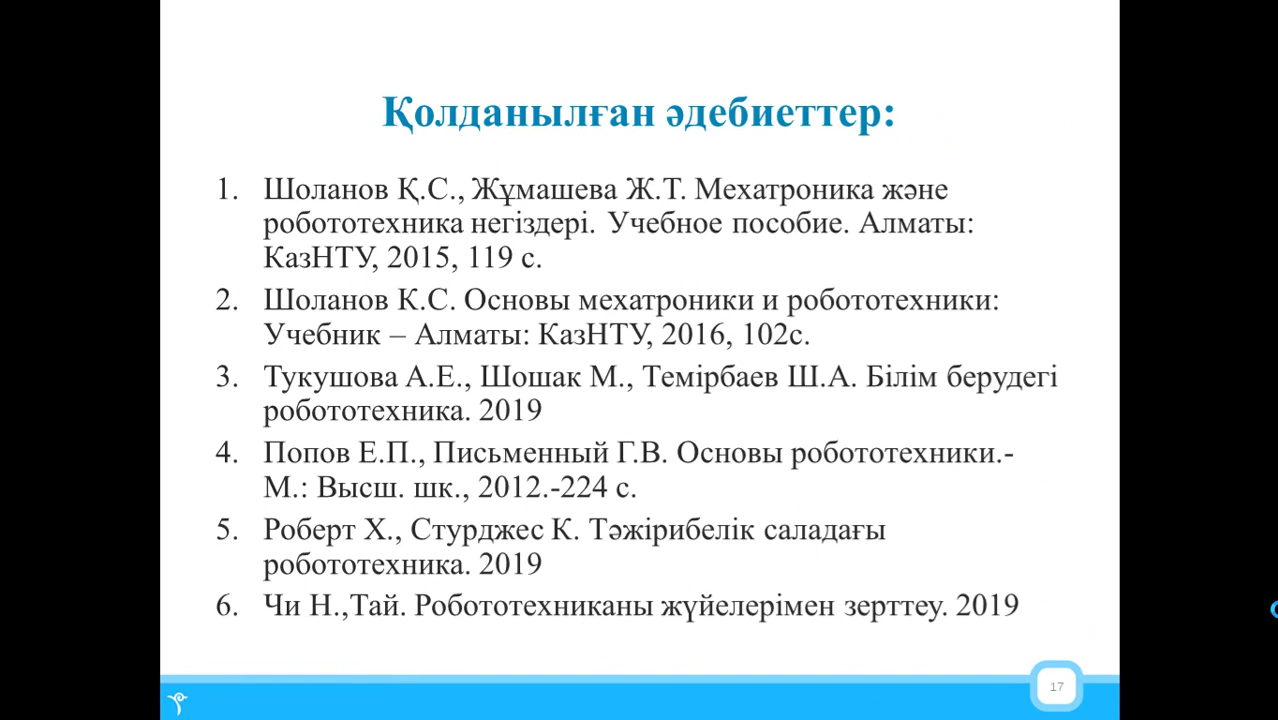 Қолданылған әдебиеттер:
1. Шоланов Қ.С., Жұмашева Ж.Т. Мехатроника және
робототехника негіздері. Учебное пособие. Алматы:
КазНТУ, 2015, 119 с.
2. Шоланов К.С. Основы мехатроники и робототехники:
Учебник – Алматы: КазНТУ, 2016, 102с.
3. Тукушова А.Е., Шошак М., Темірбаев Ш.А. Білім берудегі
робототехника. 2019
4. Попов Е.П., Письменный Г.В. Основы робототехники.-
М.: Высш. шк., 2012.-224 с.
5. Роберт Х., Стурджес К. Тәжірибелік саладағы
робототехника. 2019
6. Чи Н.,Тай. Робототехниканы жүйелерімен зерттеу. 2019
17